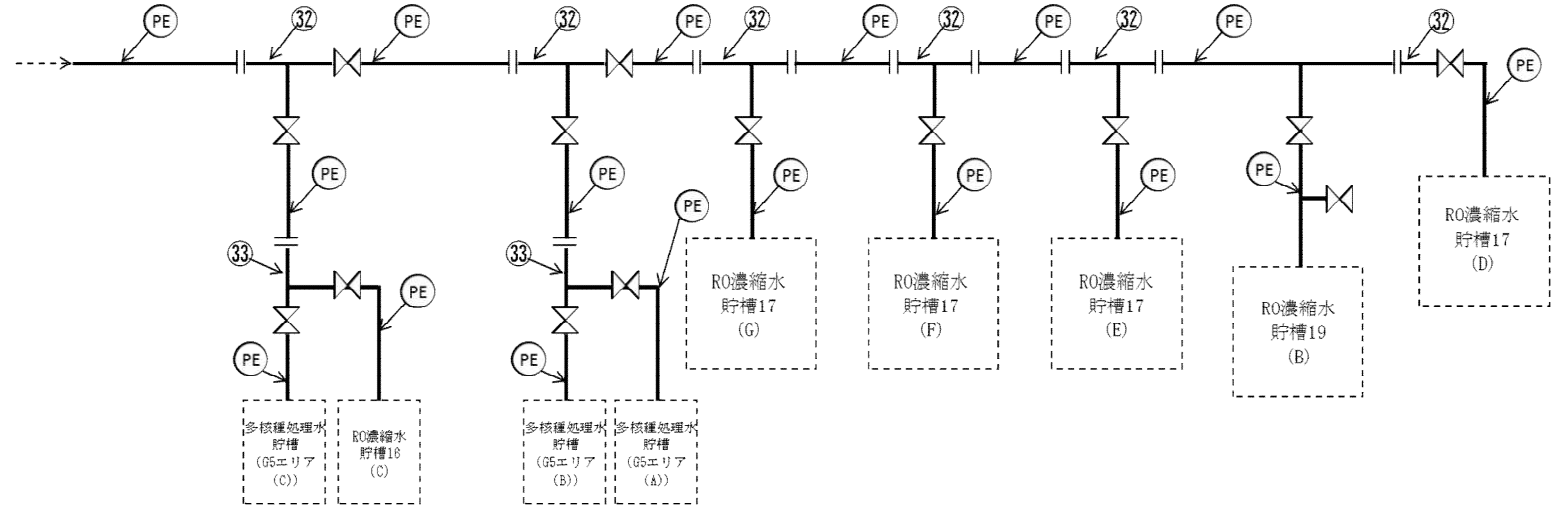 PE
㉜
PE
㉜
PE
㉜
PE
㉜
PE
㉜
PE
㉜
PE
PE
PE
PE
PE
PE
PE
PE
㉝
㉝
PE
PE
PE
RO濃縮水
貯槽17
(G)
RO濃縮水
貯槽17
(F)
RO濃縮水
貯槽17
(E)
RO濃縮水
貯槽19
(B)
RO濃縮水
貯槽17
(D)
多核種処理水
貯槽
(G5エリア
(C))
RO濃縮水
貯槽16
(C)
多核種処理水
貯槽
(G5エリア
(B))
多核種処理水
貯槽
(G5エリア
(A))